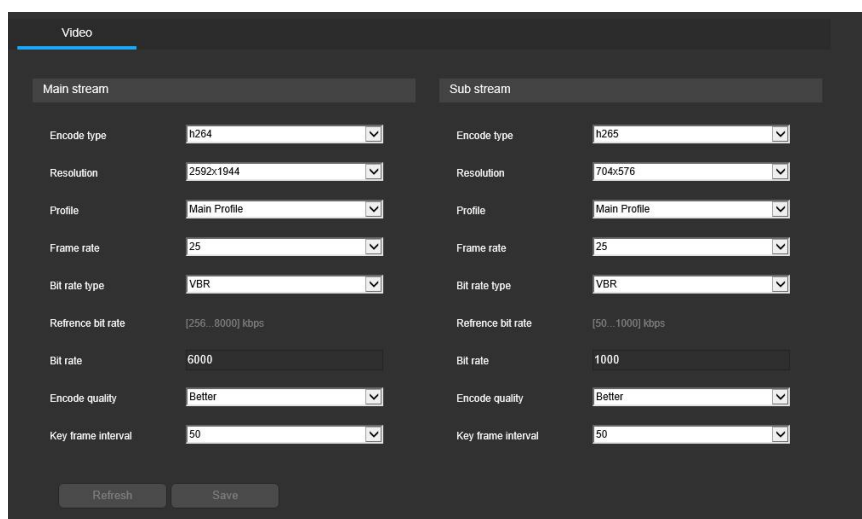 Video
Main stream
Encode type h264
Resolution 2592x1944
Profile Main Profile
Frame rate 25
Bit rate type VBR
Refrence bit rate [256...8000] kbps
Bit rate 6000
Encode quality Better
Key frame interval 50
Sub stream
Encode type h265
Resolution 704x576
Profile Main Profile
Frame rate 25
Bit rate type VBR
Refrence bit rate [50...1000] kbps
Bit rate 1000
Encode quality Better
Key frame interval 50
Refresh Save